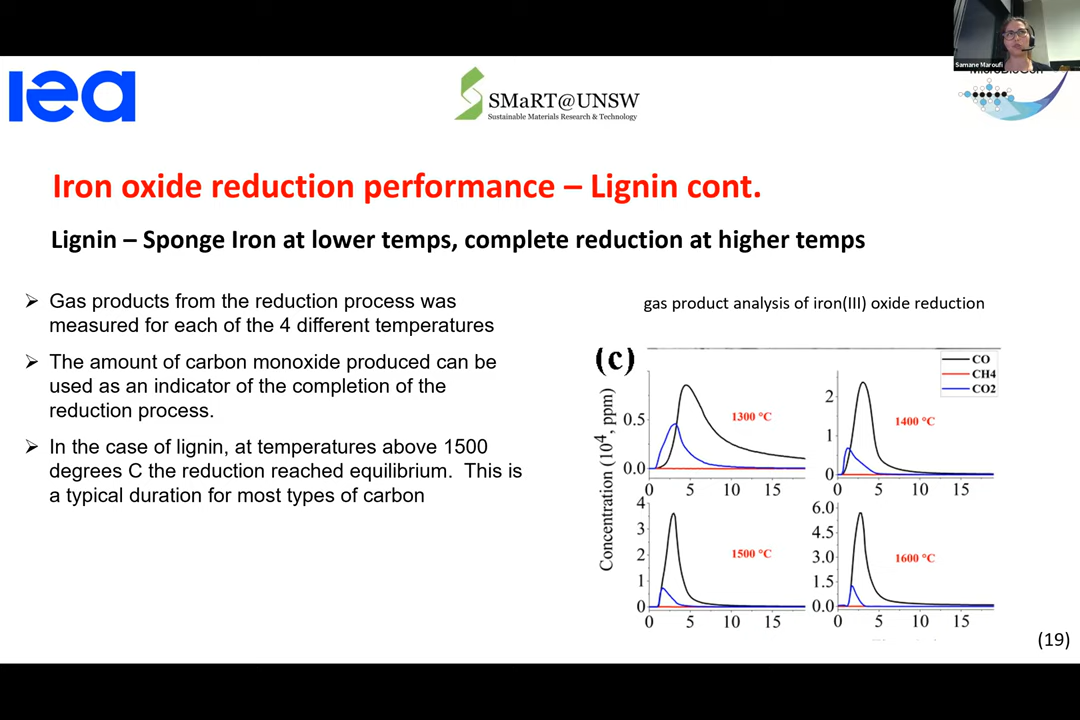 Samane Maroufi
iea
SMaRT@UNSW
Sustainable Materials Research & Technology
Iron oxide reduction performance – Lignin cont.
Lignin – Sponge Iron at lower temps, complete reduction at higher temps
➢ Gas products from the reduction process was
measured for each of the 4 different temperatures
➢ The amount of carbon monoxide produced can be
used as an indicator of the completion of the
reduction process.
➢ In the case of lignin, at temperatures above 1500
degrees C the reduction reached equilibrium. This is
a typical duration for most types of carbon
gas product analysis of iron(III) oxide reduction
(c)
CO
CH4
CO2
Concentration (10⁴, ppm)
0.5
0.0
1300 °C
0 5 10 15
2
1
0
1400 °C
0 5 10 15
4
3
2
1
0
1500 °C
0 5 10 15
6.0
4.5
3.0
1.5
0.0
1600 °C
0 5 10 15
(19)